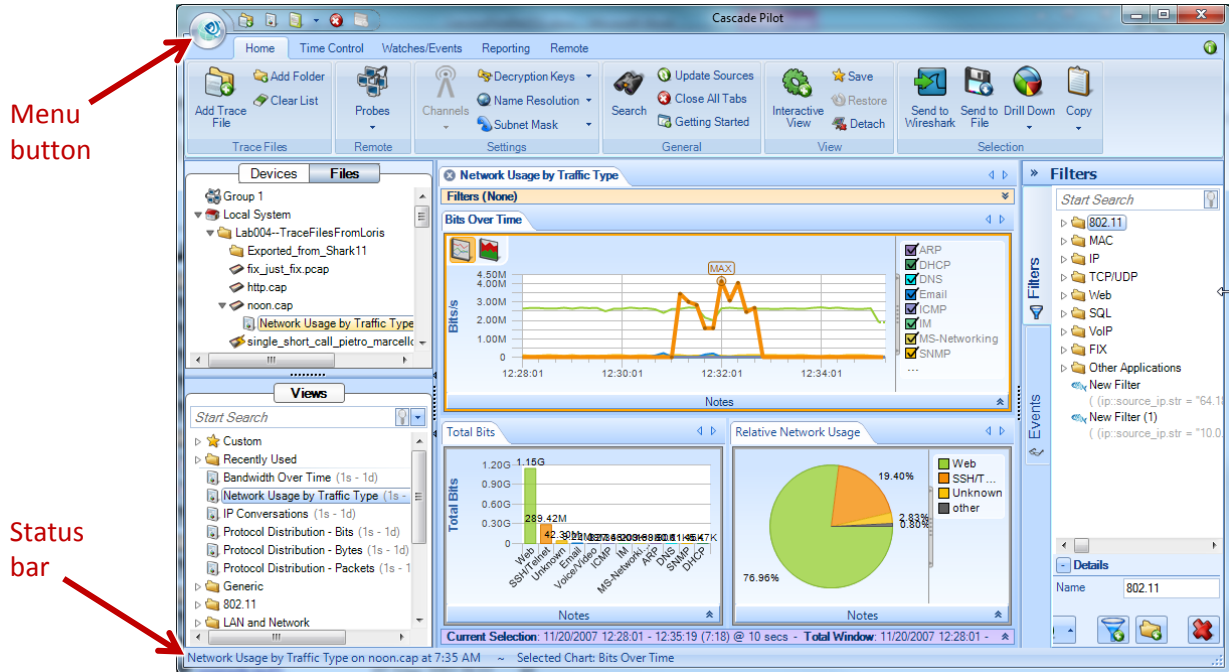 Cascade Pilot
Menu button
Home Time Control Watches/Events Reporting Remote
Add Trace File
Add Folder
Clear List
Trace Files
Probes
Remote
Channels
Decryption Keys
Name Resolution
Subnet Mask
Settings
Search
Update Sources
Close All Tabs
Getting Started
General
Interactive View
Save
Restore
Detach
View
Send to Wireshark
Send to File
Drill Down
Copy
Selection
Devices Files
Group 1
Local System
Lab004--TraceFilesFromLoris
Exported_from_Shark11
fix_just_fix.pcap
http.cap
noon.cap
Network Usage by Traffic Type
single_short_call_pietro_marcello
Views
Start Search
Custom
Recently Used
Bandwidth Over Time (1s - 1d)
Network Usage by Traffic Type (1s -
IP Conversations (1s - 1d)
Protocol Distribution - Bits (1s - 1d)
Protocol Distribution - Bytes (1s - 1d)
Protocol Distribution - Packets (1s - 1
Generic
802.11
LAN and Network
Status bar
Network Usage by Traffic Type
Filters (None)
Bits Over Time
Bits/s
4.50M
4.00M
3.00M
2.00M
1.00M
0
MAX
12:28:01 12:30:01 12:32:01 12:34:01
ARP
DHCP
DNS
Email
ICMP
IM
MS-Networking
SNMP
...
Notes
Total Bits
Total Bits
1.20G
0.90G
0.60G
0.30G
0
1.15G
289.42M
42.30M
Web
SSH/Telnet
Unknown
Email
Voice/Video
ICMP
IM
MS-Networki...
ARP
DNS
SNMP
DHCP
Notes
Relative Network Usage
19.40%
2.83%
0.80%
76.96%
Web
SSH/T...
Unknown
other
Notes
Current Selection: 11/20/2007 12:28:01 - 12:35:19 (7:18) @ 10 secs - Total Window: 11/20/2007 12:28:01 -
Filters
Events
Filters
Start Search
802.11
MAC
IP
TCP/UDP
Web
SQL
VoIP
FIX
Other Applications
New Filter
( (ip::source_ip.str = "64.18
New Filter (1)
( (ip::source_ip.str = "10.0.
Details
Name 802.11
Network Usage by Traffic Type on noon.cap at 7:35 AM ~ Selected Chart: Bits Over Time